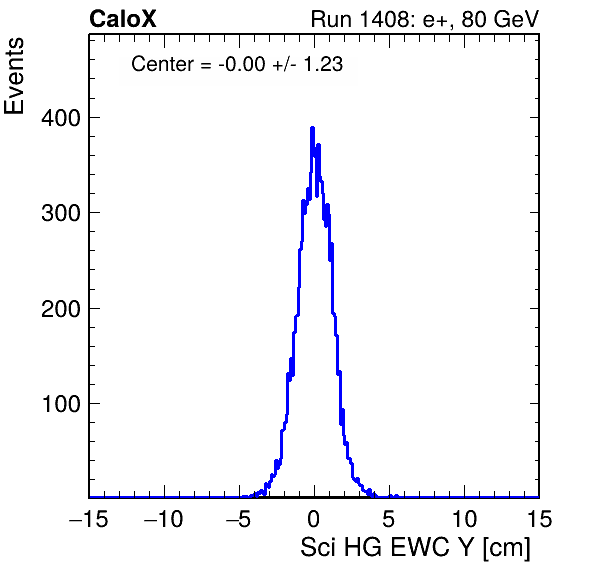 CaloX Run 1408: e+, 80 GeV
Center = -0.00 +/- 1.23
Events
400
300
200
100
−15 −10 −5 0 5 10 15
Sci HG EWC Y [cm]